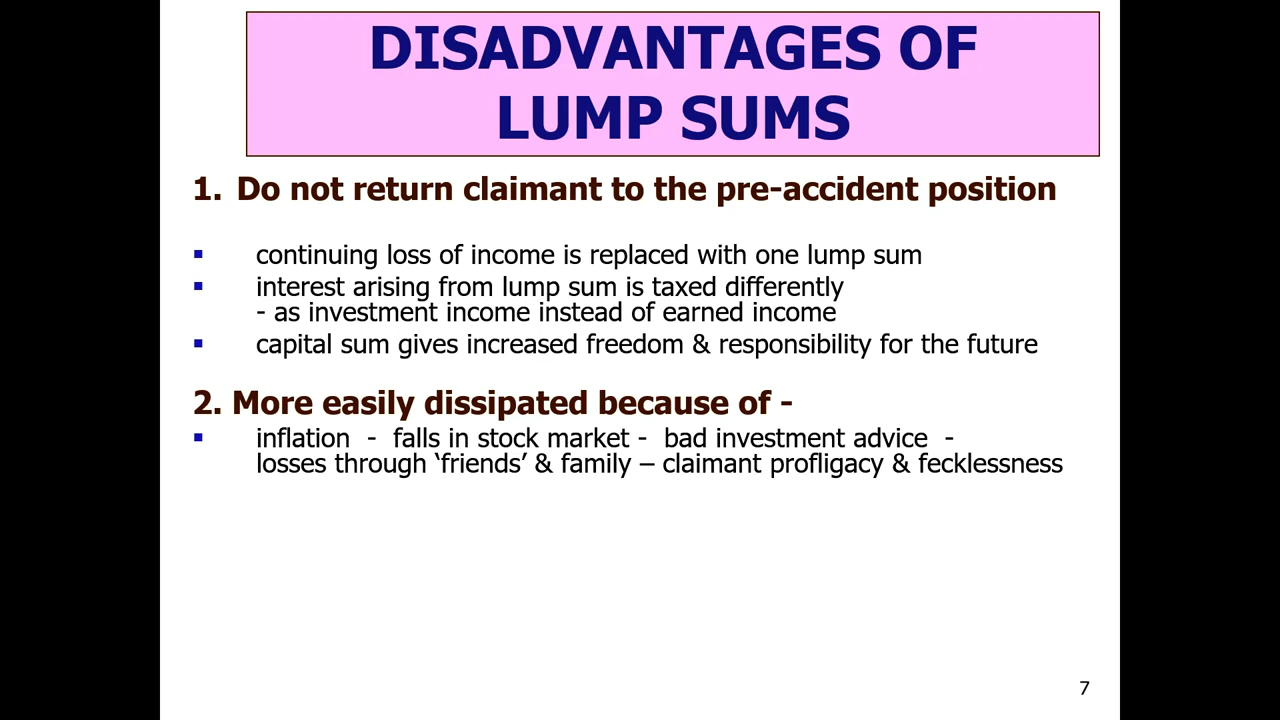 DISADVANTAGES OF
LUMP SUMS
1. Do not return claimant to the pre-accident position
▪ continuing loss of income is replaced with one lump sum
▪ interest arising from lump sum is taxed differently
- as investment income instead of earned income
▪ capital sum gives increased freedom & responsibility for the future
2. More easily dissipated because of -
▪ inflation - falls in stock market - bad investment advice -
losses through ‘friends’ & family – claimant profligacy & fecklessness
7